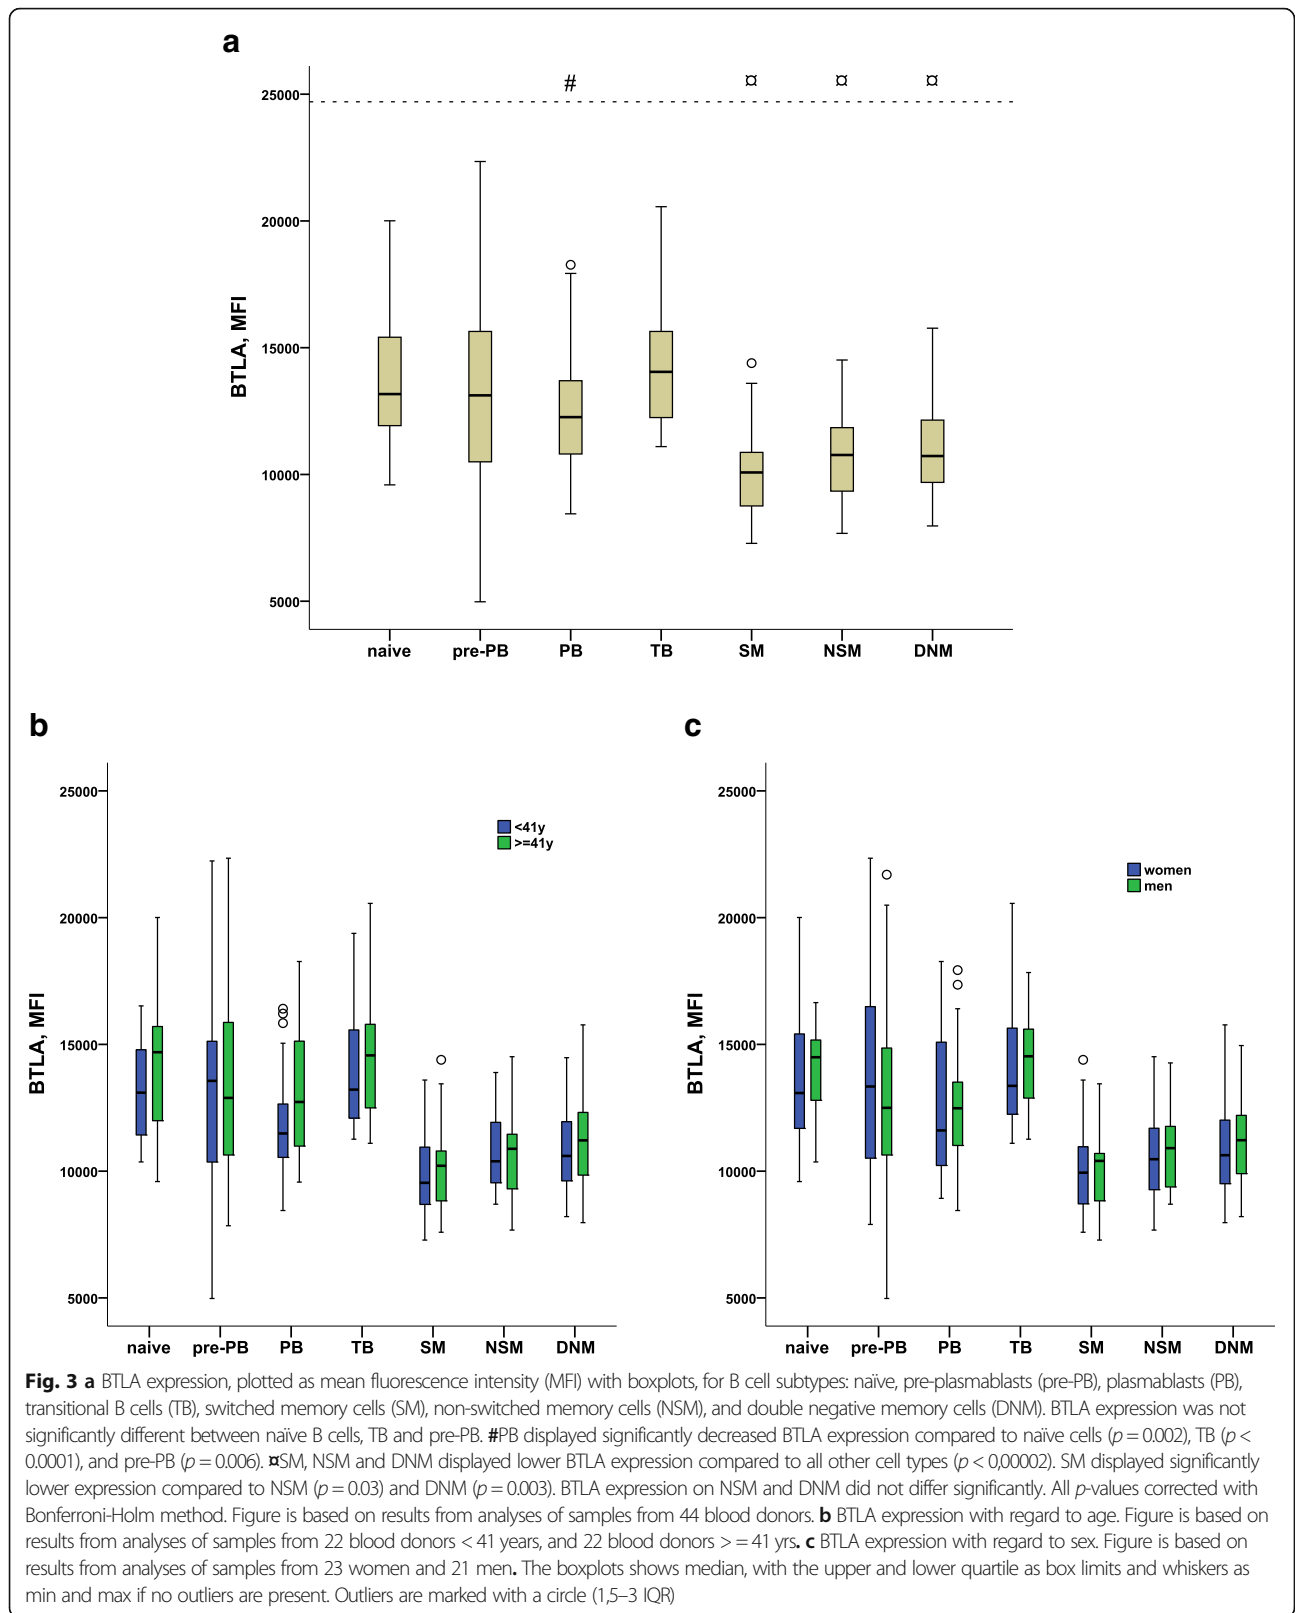 a
25000
20000
15000
10000
5000
BTLA, MFI
#
¤ ¤ ¤
naive pre-PB PB TB SM NSM DNM
b
25000
20000
15000
10000
5000
BTLA, MFI
<41y
>=41y
naive pre-PB PB TB SM NSM DNM
c
25000
20000
15000
10000
5000
BTLA, MFI
women
men
naive pre-PB PB TB SM NSM DNM
Fig. 3 a BTLA expression, plotted as mean fluorescence intensity (MFI) with boxplots, for B cell subtypes: naïve, pre-plasmablasts (pre-PB), plasmablasts (PB),
transitional B cells (TB), switched memory cells (SM), non-switched memory cells (NSM), and double negative memory cells (DNM). BTLA expression was not
significantly different between naïve B cells, TB and pre-PB. #PB displayed significantly decreased BTLA expression compared to naïve cells (p = 0.002), TB (p <
0.0001), and pre-PB (p = 0.006). ¤SM, NSM and DNM displayed lower BTLA expression compared to all other cell types (p < 0,00002). SM displayed significantly
lower expression compared to NSM (p = 0.03) and DNM (p = 0.003). BTLA expression on NSM and DNM did not differ significantly. All p-values corrected with
Bonferroni-Holm method. Figure is based on results from analyses of samples from 44 blood donors. b BTLA expression with regard to age. Figure is based on
results from analyses of samples from 22 blood donors < 41 years, and 22 blood donors > = 41 yrs. c BTLA expression with regard to sex. Figure is based on
results from analyses of samples from 23 women and 21 men. The boxplots shows median, with the upper and lower quartile as box limits and whiskers as
min and max if no outliers are present. Outliers are marked with a circle (1,5–3 IQR)